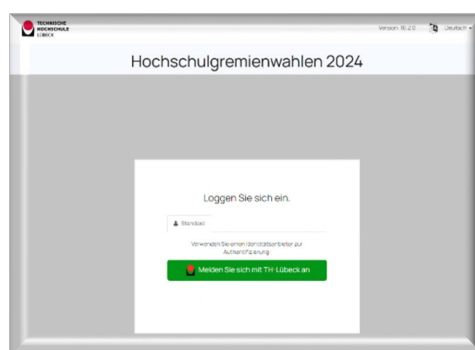 TECHNISCHE
HOCHSCHULE
LÜBECK
Version: 16.2.0
Deutsch
Hochschulgremienwahlen 2024
Loggen Sie sich ein.
Standard
Verwenden Sie einen Identitätsanbieter zur
Authentifizierung
Melden Sie sich mit TH-Lübeck an